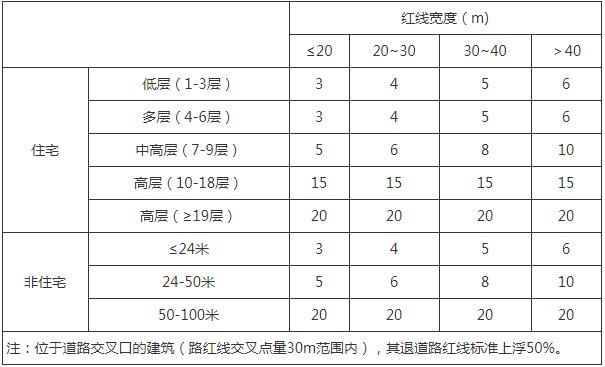 红线宽度（m)
≤20 20~30 30~40 ＞40
住宅 低层（1-3层） 3 4 5 6
多层（4-6层） 3 4 5 6
中高层（7-9层） 5 6 8 10
高层（10-18层） 15 15 15 15
高层（≥19层） 20 20 20 20
非住宅 ≤24米 3 4 5 6
24-50米 5 6 8 10
50-100米 20 20 20 20
注：位于道路交叉口的建筑（路红线交叉点量30m范围内），其退道路红线标准上浮50%。